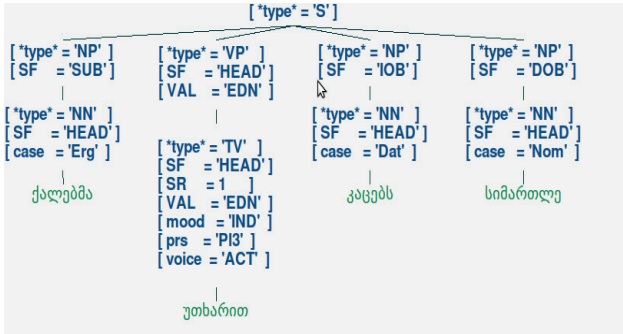 [ *type* = 'S' ]
[ *type* = 'NP' ]
[ SF = 'SUB' ]
[ *type* = 'VP' ]
[ SF = 'HEAD' ]
[ VAL = 'EDN' ]
[ *type* = 'NP' ]
[ SF = 'IOB' ]
[ *type* = 'NP' ]
[ SF = 'DOB' ]
[ *type* = 'NN' ]
[ SF = 'HEAD' ]
[ case = 'Erg' ]
ქალებმა
[ *type* = 'TV' ]
[ SF = 'HEAD' ]
[ SR = 1 ]
[ VAL = 'EDN' ]
[ mood = 'IND' ]
[ prs = 'Pl3' ]
[ voice = 'ACT' ]
უთხარით
[ *type* = 'NN' ]
[ SF = 'HEAD' ]
[ case = 'Dat' ]
კაცებს
[ *type* = 'NN' ]
[ SF = 'HEAD' ]
[ case = 'Nom' ]
სიმართლე